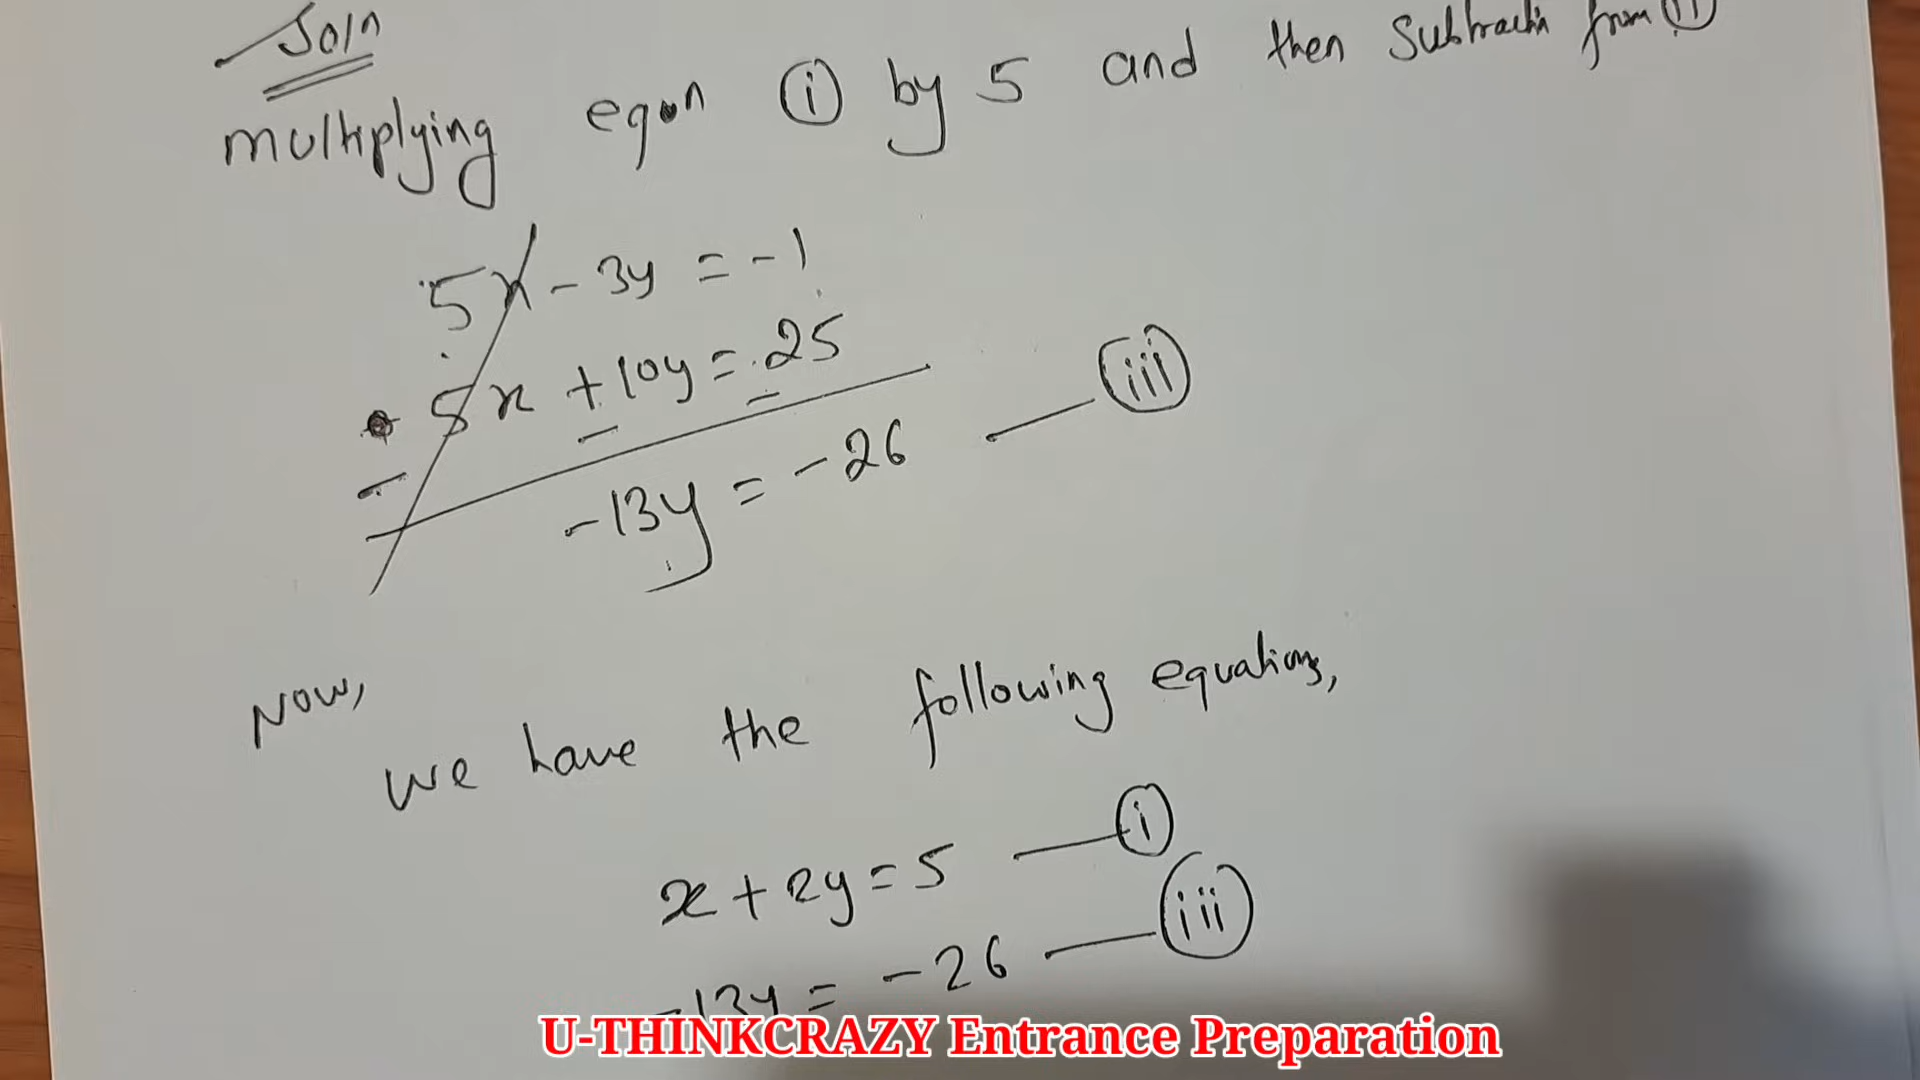 Soln
multiplying eqon (i) by 5 and then subtractin from (ii)
5x - 3y = -1
5x + 10y = 25
- - -
-13y = -26 — (iii)
Now,
we have the following equations,
x + 2y = 5 — (i)
-13y = -26 — (iii)
U-THINKCRAZY Entrance Preparation